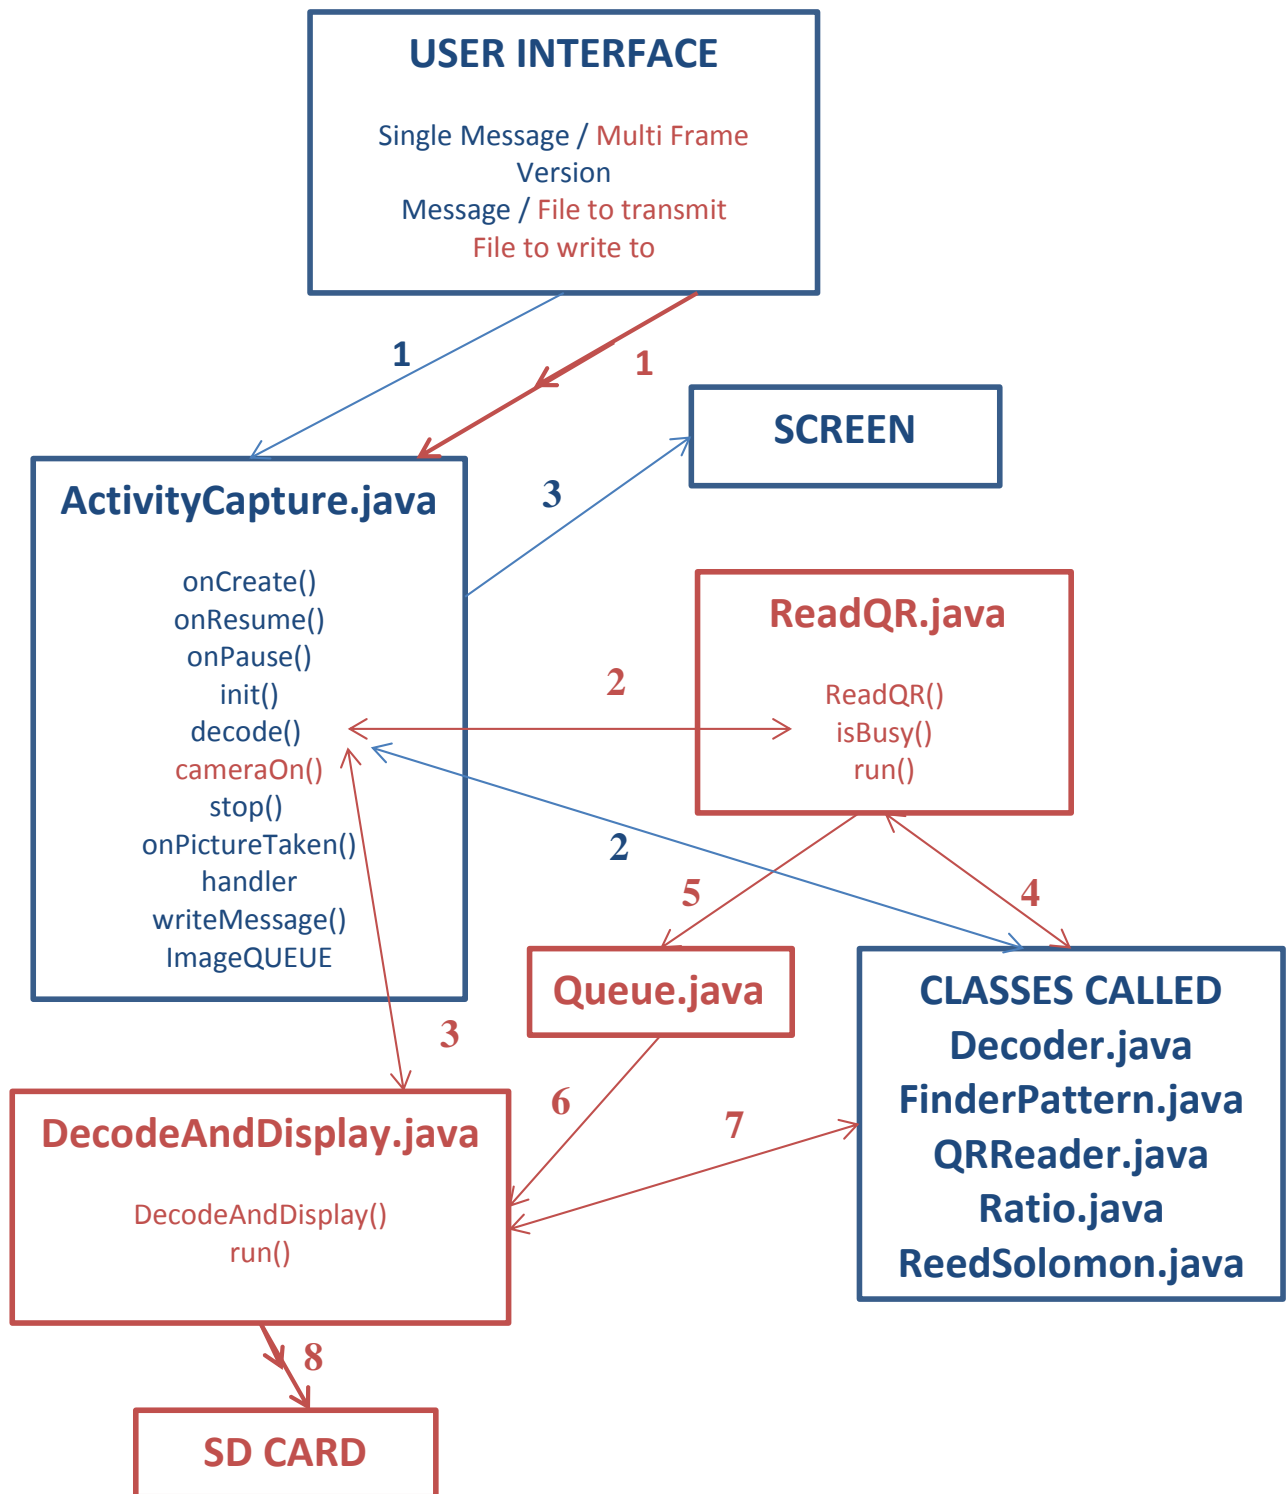 USER INTERFACE
Single Message / Multi Frame
Version
Message / File to transmit
File to write to
1
1
SCREEN
3
ActivityCapture.java
onCreate()
onResume()
onPause()
init()
decode()
cameraOn()
stop()
onPictureTaken()
handler
writeMessage()
ImageQUEUE
ReadQR.java
ReadQR()
isBusy()
run()
2
2
5
4
Queue.java
CLASSES CALLED
Decoder.java
FinderPattern.java
QRReader.java
Ratio.java
ReedSolomon.java
3
6
7
DecodeAndDisplay.java
DecodeAndDisplay()
run()
8
SD CARD